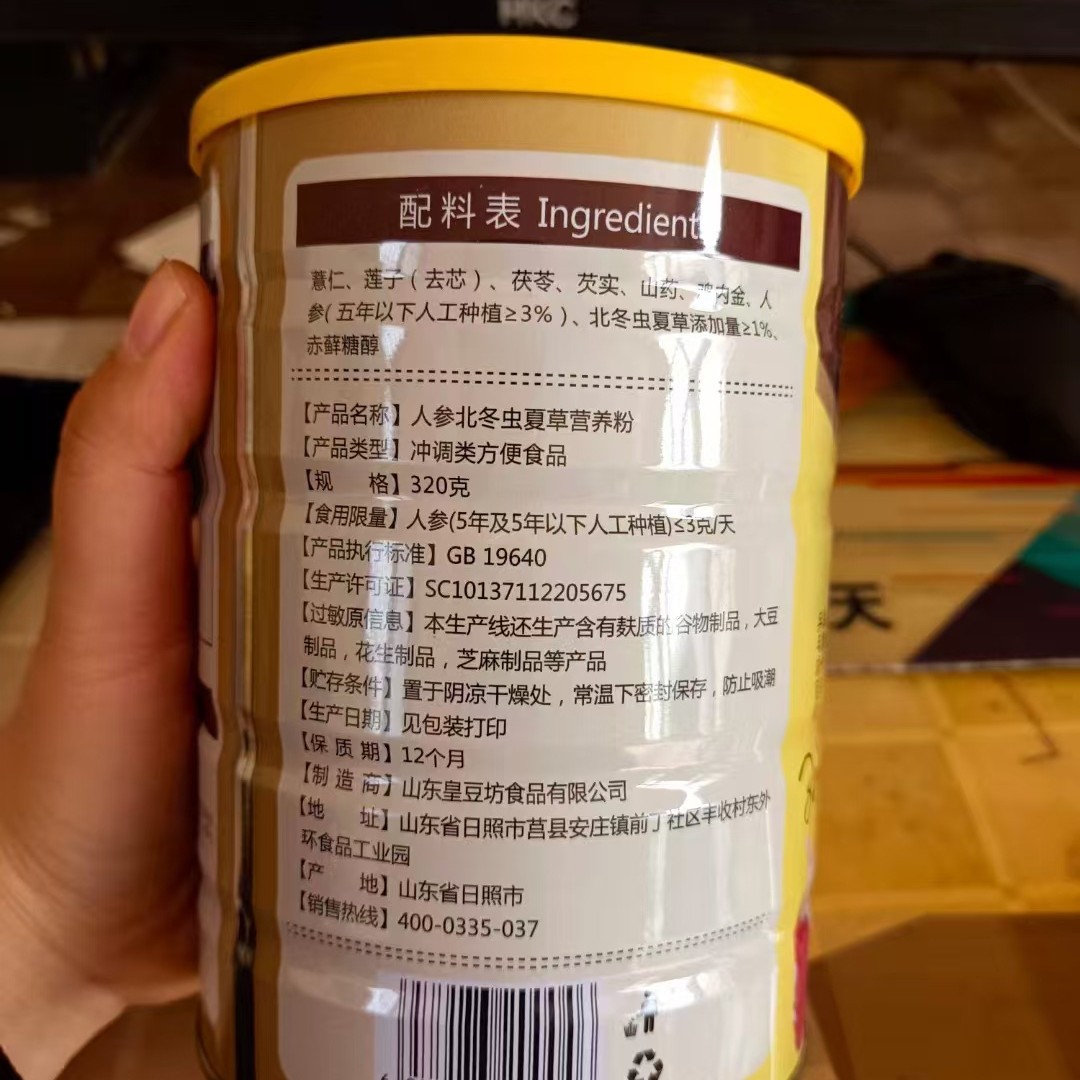 HKC
配料表 Ingredients
薏仁、莲子（去芯）、茯苓、芡实、山药、鸡内金、人
参(五年以下人工种植≥3%)、北冬虫夏草添加量≥1%、
赤藓糖醇
【产品名称】人参北冬虫夏草营养粉
【产品类型】冲调类方便食品
【规 格】320克
【食用限量】人参(5年及5年以下人工种植)≤3克/天
【产品执行标准】GB 19640
【生产许可证】SC10137112205675
【过敏原信息】本生产线还生产含有麸质的谷物制品，大豆
制品，花生制品，芝麻制品等产品
【贮存条件】置于阴凉干燥处，常温下密封保存，防止吸潮
【生产日期】见包装打印
【保质期】12个月
【制造商】山东皇豆坊食品有限公司
【地 址】山东省日照市莒县安庄镇前丁社区丰收村东外
环食品工业园
【产 地】山东省日照市
【销售热线】400-0335-037
天